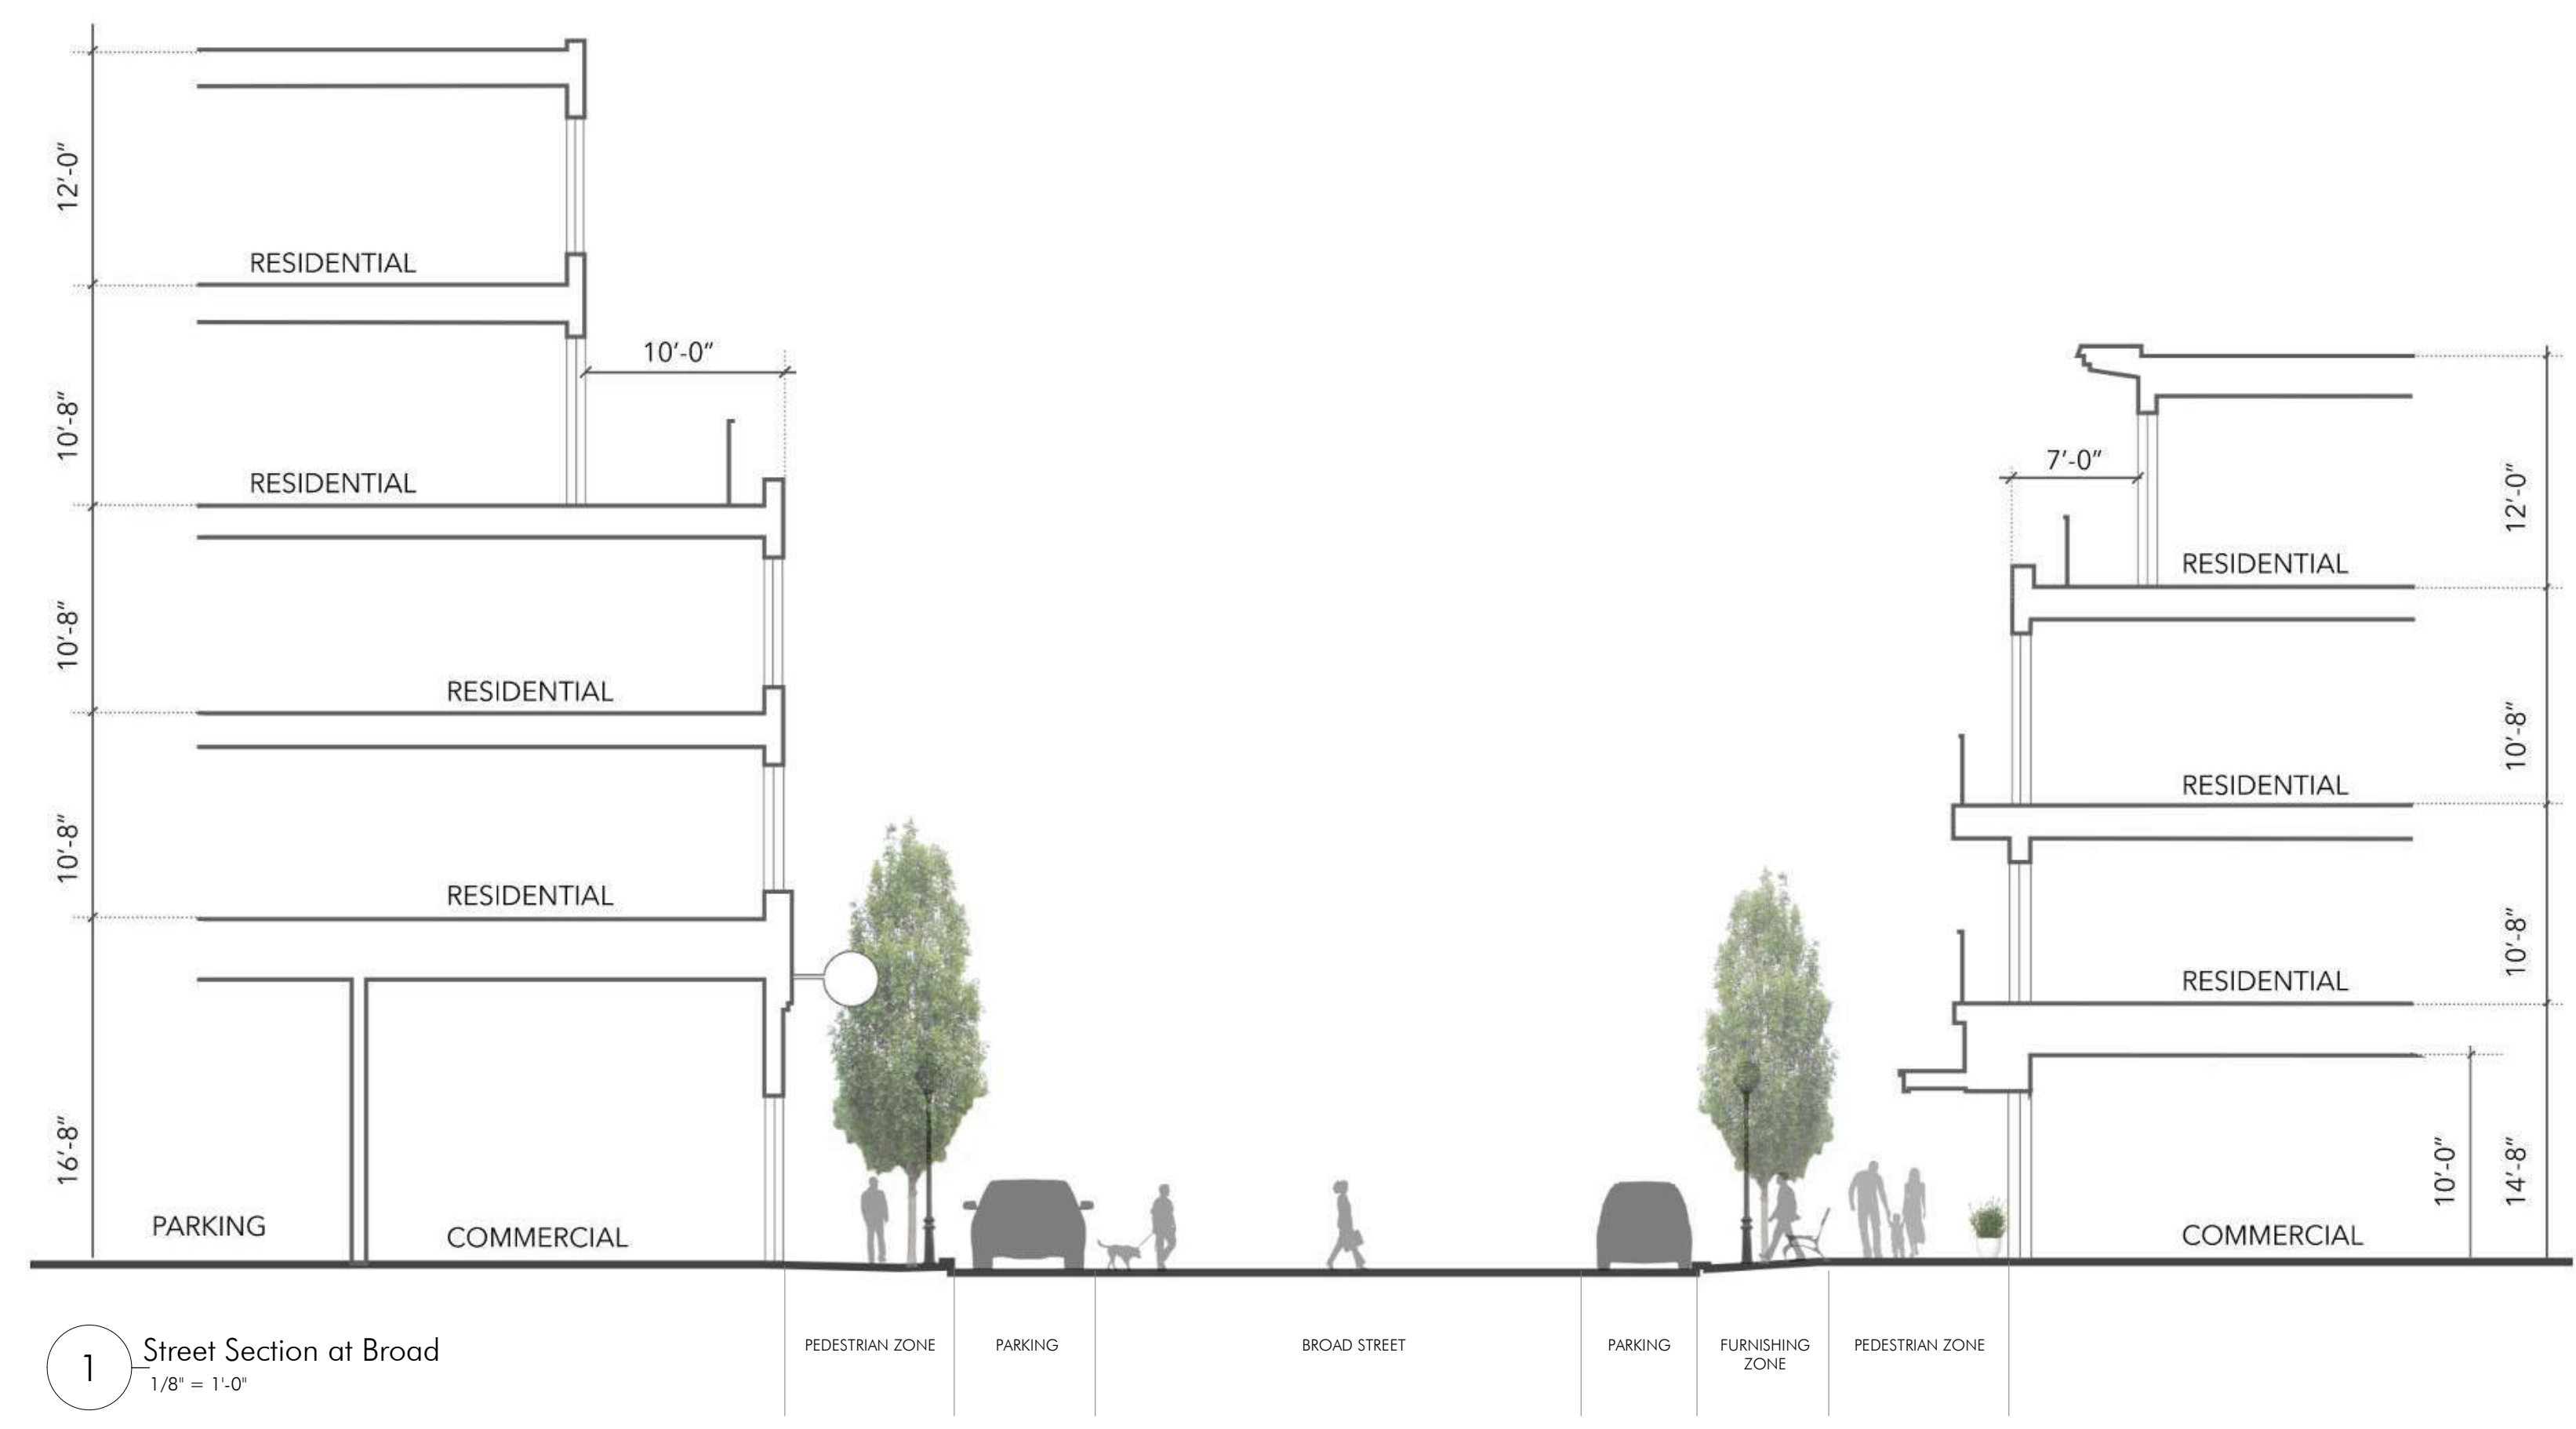 12'-0"
RESIDENTIAL
10'-0"
10'-8"
RESIDENTIAL
7'-0"
12'-0"
RESIDENTIAL
10'-8"
RESIDENTIAL
10'-8"
RESIDENTIAL
10'-8"
RESIDENTIAL
10'-8"
RESIDENTIAL
16'-8"
PARKING
COMMERCIAL
COMMERCIAL
10'-0"
14'-8"
PEDESTRIAN ZONE
PARKING
BROAD STREET
PARKING
FURNISHING
ZONE
PEDESTRIAN ZONE
1
Street Section at Broad
1/8" = 1'-0"